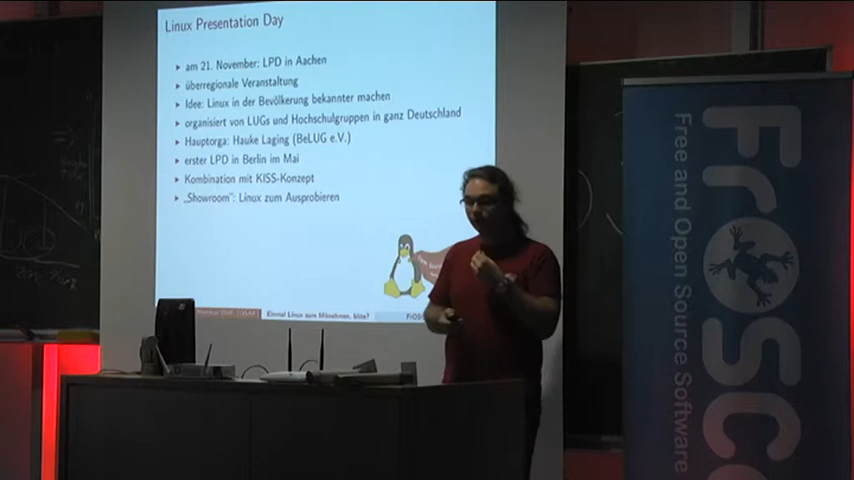 Linux Presentation Day
am 21. November: LPD in Aachen
überregionale Veranstaltung
Idee: Linux in der Bevölkerung bekannter machen
organisiert von LUGs und Hochschulgruppen in ganz Deutschland
Hauptorga: Hauke Laging (BeLUG e.V.)
erster LPD in Berlin im Mai
Kombination mit KISS-Konzept
„Showroom“: Linux zum Ausprobieren
Einmal Linux zum Mitnehmen, bitte?
FrOSC
Free and Open Source Software
FrOSC